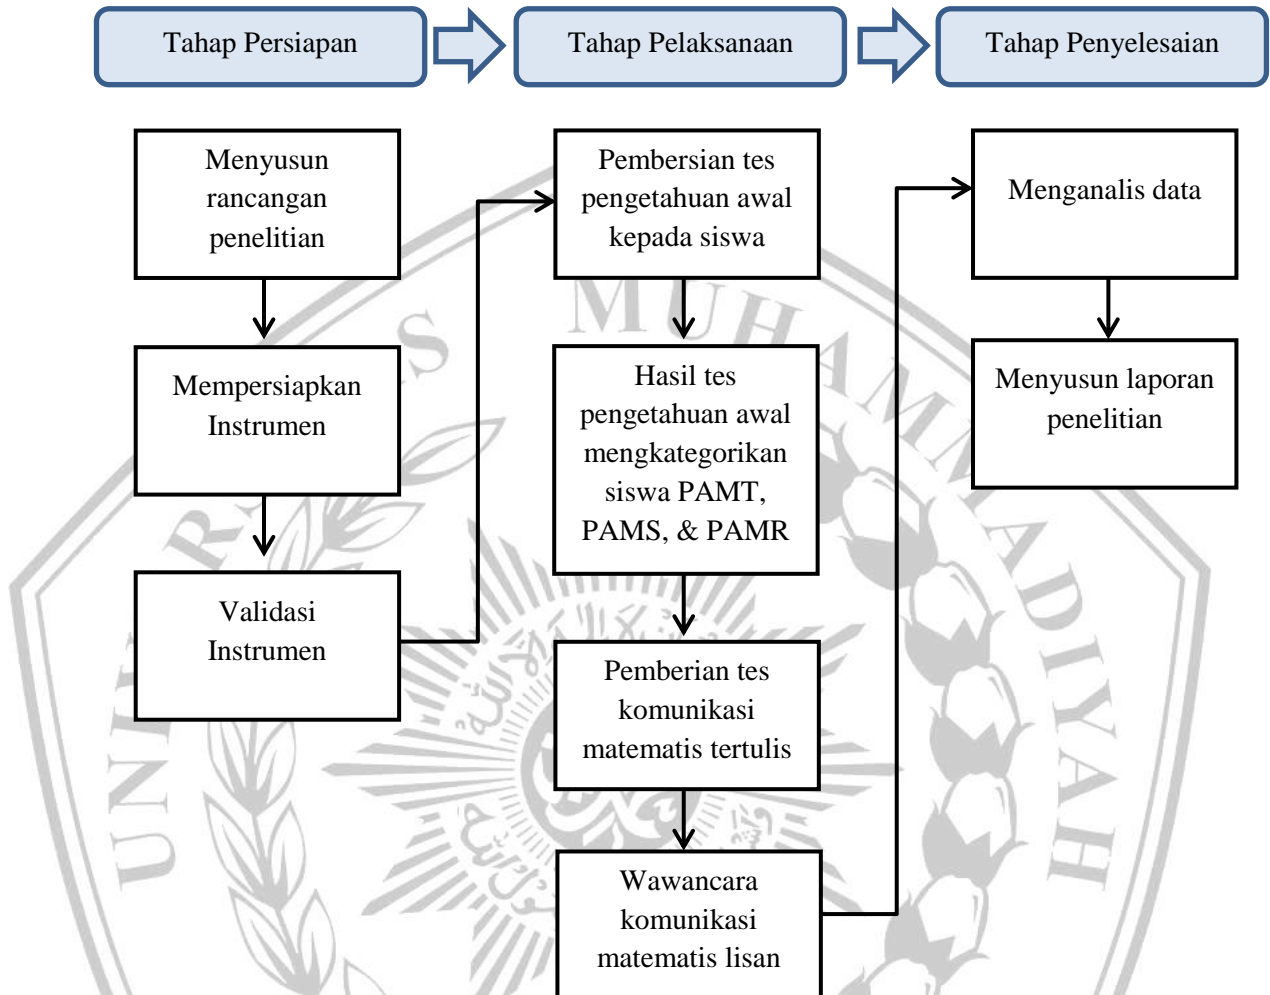 Tahap Persiapan
Tahap Pelaksanaan
Tahap Penyelesaian
Menyusun
rancangan
penelitian
Mempersiapkan
Instrumen
Validasi
Instrumen
Pembersian tes
pengetahuan awal
kepada siswa
Hasil tes
pengetahuan awal
mengkategorikan
siswa PAMT,
PAMS, & PAMR
Pemberian tes
komunikasi
matematis tertulis
Wawancara
komunikasi
matematis lisan
Menganalis data
Menyusun laporan
penelitian
MUHAMMADIYAH